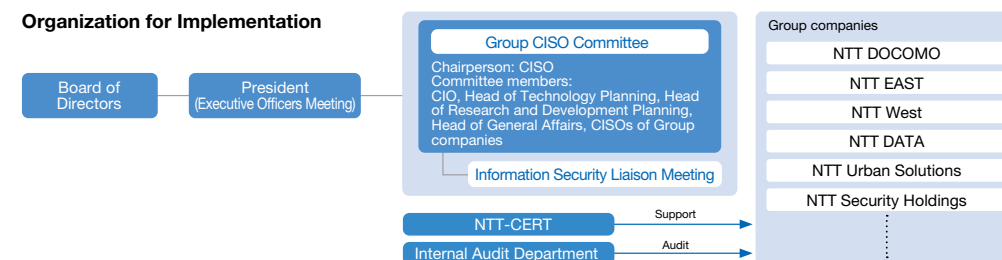 Organization for Implementation
Board of
Directors
President
(Executive Officers Meeting)
Group CISO Committee
Chairperson: CISO
Committee members:
CIO, Head of Technology Planning, Head
of Research and Development Planning,
Head of General Affairs, CISOs of Group
companies
Information Security Liaison Meeting
NTT-CERT
Support
Internal Audit Department
Audit
Group companies
NTT DOCOMO
NTT EAST
NTT West
NTT DATA
NTT Urban Solutions
NTT Security Holdings